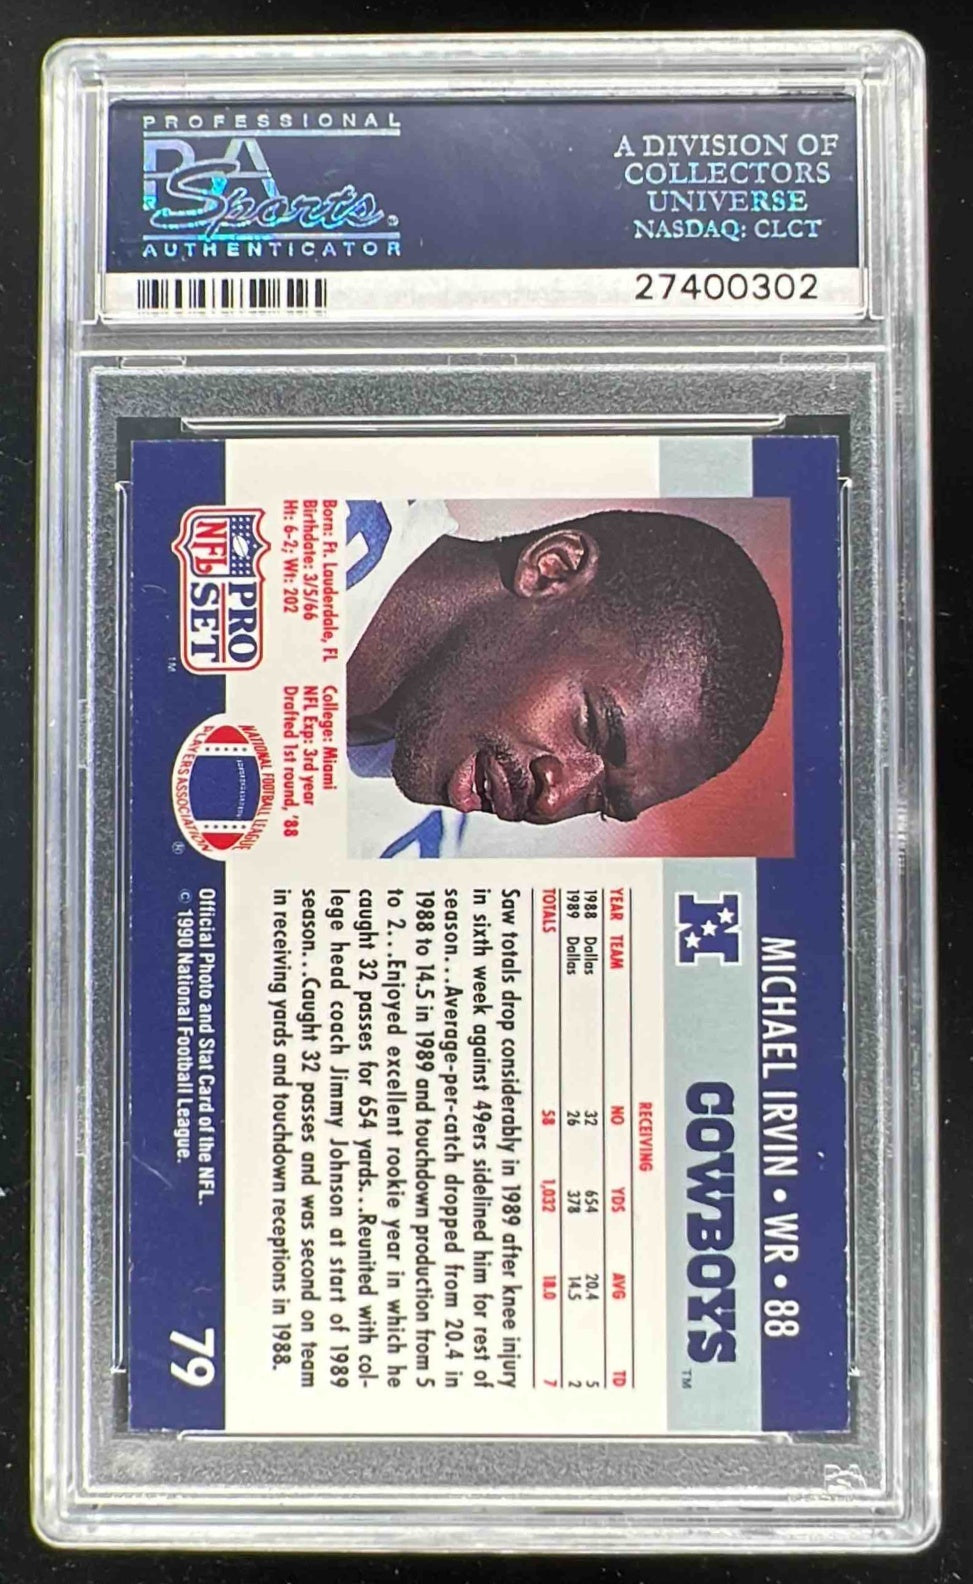 PROFESSIONAL
PSA
Sports
AUTHENTICATOR
A DIVISION OF
COLLECTORS
UNIVERSE
NASDAQ: CLCT
27400302
MICHAEL IRVIN • WR • 88
COWBOYS™
RECEIVING
YEAR TEAM NO YDS AVG TD
1988 Dallas 32 654 20.4 5
1989 Dallas 26 378 14.5 2
TOTALS 58 1,032 18.0 7
Saw totals drop considerably in 1989 after knee injury
in sixth week against 49ers sidelined him for rest of
season...Average-per-catch dropped from 20.4 in
1988 to 14.5 in 1989 and touchdown production from 5
to 2...Enjoyed excellent rookie year in which he
caught 32 passes for 654 yards...Reunited with col-
lege head coach Jimmy Johnson at start of 1989
season...Caught 32 passes and was second on team
in receiving yards and touchdown receptions in 1988.
Born: Ft. Lauderdale, FL College: Miami
Birthdate: 3/5/66 NFL Exp: 3rd year
Ht: 6-2; Wt: 202 Drafted 1st round, '88
NFL PRO SET ™
NATIONAL FOOTBALL LEAGUE
PLAYERS ASSOCIATION ®
Official Photo and Stat Card of the NFL.
© 1990 National Football League.
79